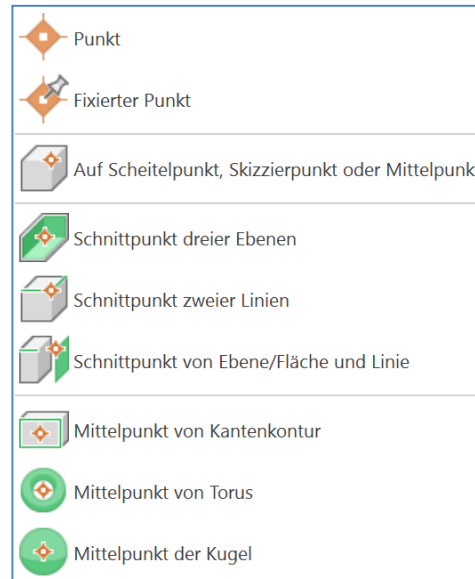 Punkt
Fixierter Punkt
Auf Scheitelpunkt, Skizzierpunkt oder Mittelpunk
Schnittpunkt dreier Ebenen
Schnittpunkt zweier Linien
Schnittpunkt von Ebene/Fläche und Linie
Mittelpunkt von Kantenkontur
Mittelpunkt von Torus
Mittelpunkt der Kugel